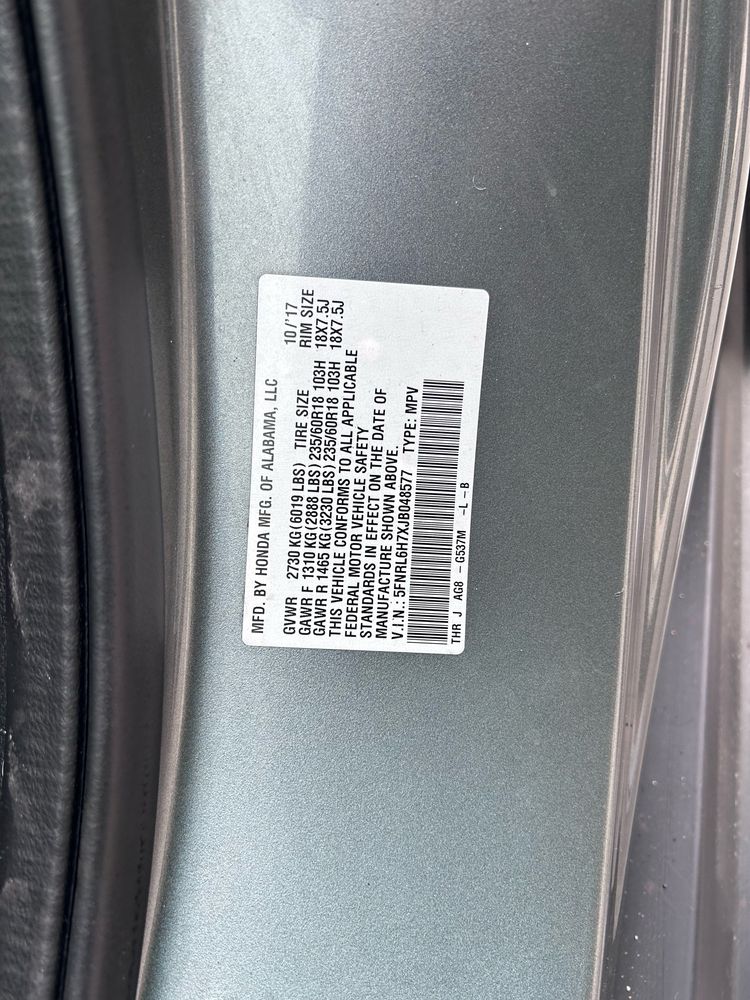 MFD. BY HONDA MFG. OF ALABAMA, LLC 10/'17
GVWR 2730 KG(6019 LBS) TIRE SIZE RIM SIZE
GAWR F 1310 KG(2888 LBS)235/60R18 103H 18X7.5J
GAWR R 1465 KG(3230 LBS)235/60R18 103H 18X7.5J
THIS VEHICLE CONFORMS TO ALL APPLICABLE
FEDERAL MOTOR VEHICLE SAFETY
STANDARDS IN EFFECT ON THE DATE OF
MANUFACTURE SHOWN ABOVE.
V.I.N.: 5FNRL6H7XJB048577 TYPE: MPV
THR J AG8 - G537M -L -B